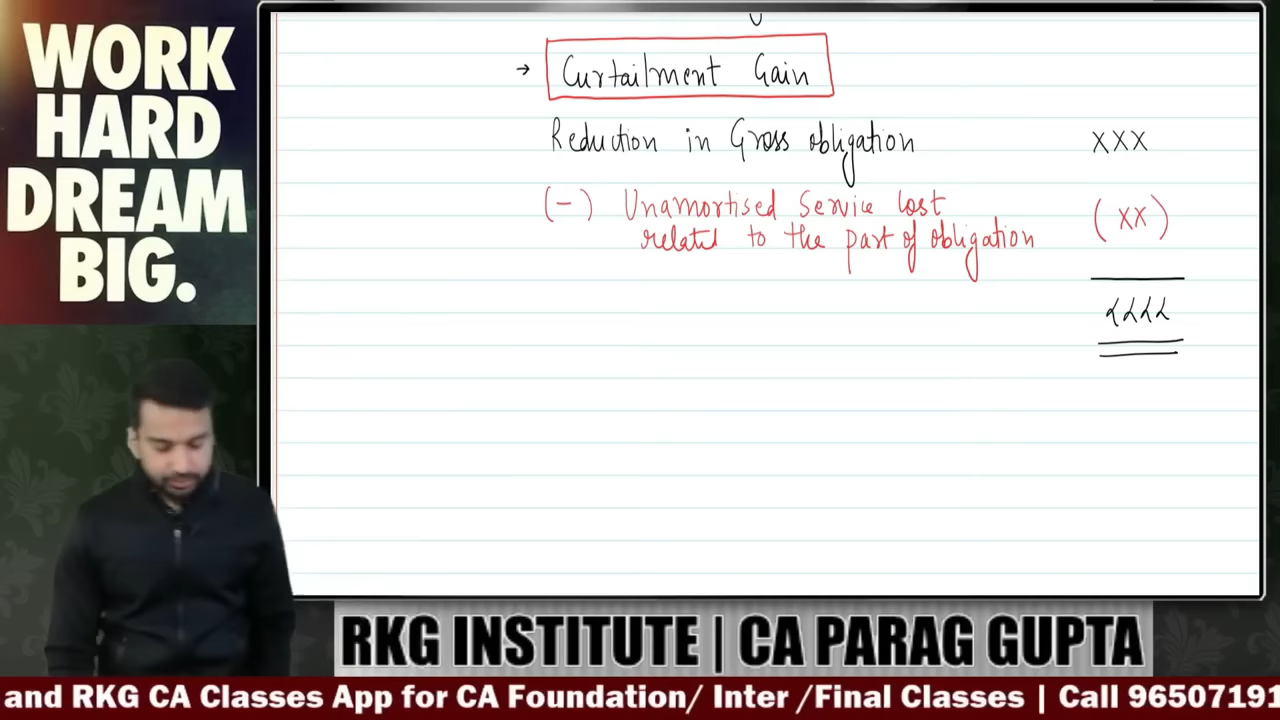 WORK
HARD
DREAM
BIG.
→ Curtailment Gain
Reduction in Gross obligation XXX
(-) Unamortised Service Cost (XX)
related to the part of obligation
RKG INSTITUTE | CA PARAG GUPTA
and RKG CA Classes App for CA Foundation/ Inter /Final Classes | Call 96507191